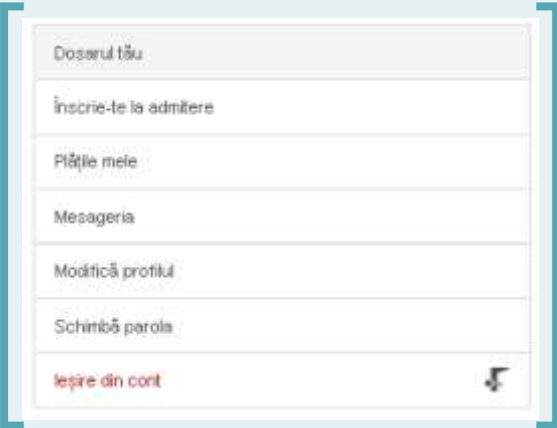 Dosarul tău
Înscrie-te la admitere
Plățile mele
Mesageria
Modifică profilul
Schimbă parola
Ieșire din cont